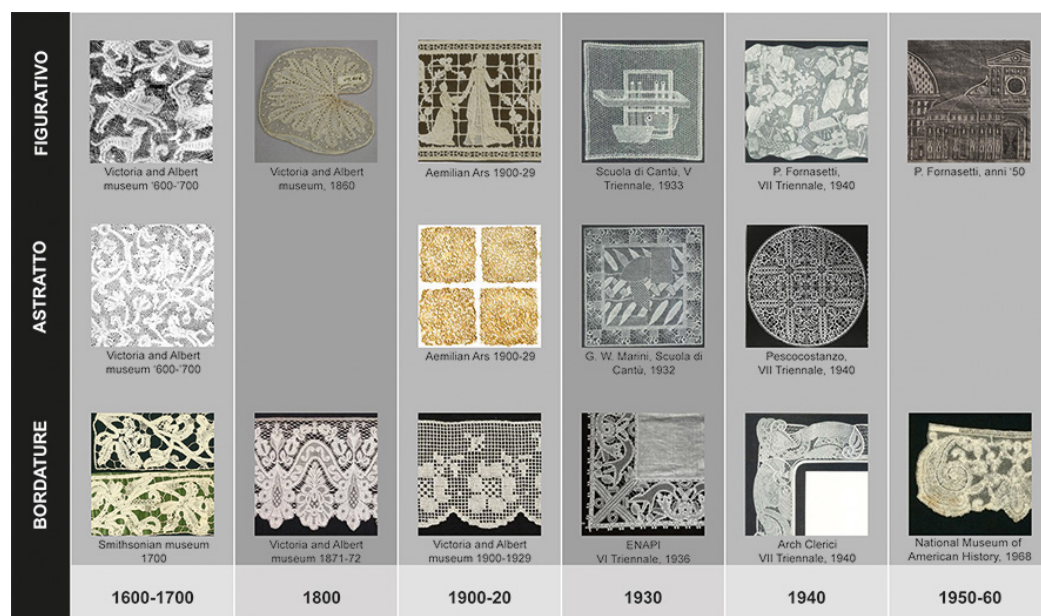 FIGURATIVO
Victoria and Albert
museum '600-'700
Victoria and Albert
museum, 1860
Aemilian Ars 1900-29
Scuola di Cantù, V
Triennale, 1933
P. Fornasetti,
VII Triennale, 1940
P. Fornasetti, anni '50
ASTRATTO
Victoria and Albert
museum '600-'700
Aemilian Ars 1900-29
G. W. Marini, Scuola di
Cantù, 1932
Pescocostanzo,
VII Triennale, 1940
BORDATURE
Smithsonian museum
1700
Victoria and Albert
museum 1871-72
Victoria and Albert
museum 1900-1929
ENAPI
VI Triennale, 1936
Arch Clerici
VII Triennale, 1940
National Museum of
American History, 1968
1600-1700
1800
1900-20
1930
1940
1950-60